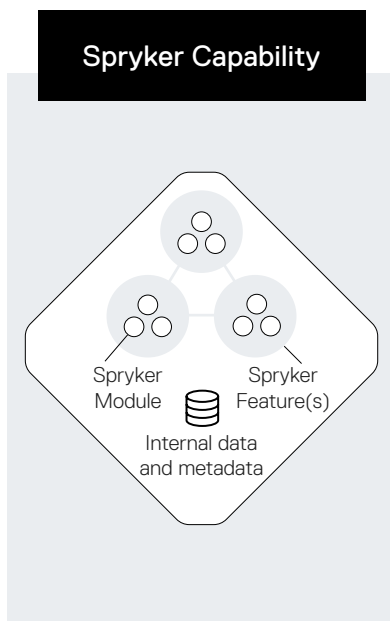 Spryker Capability
Spryker
Module
Spryker
Feature(s)
Internal data
and metadata